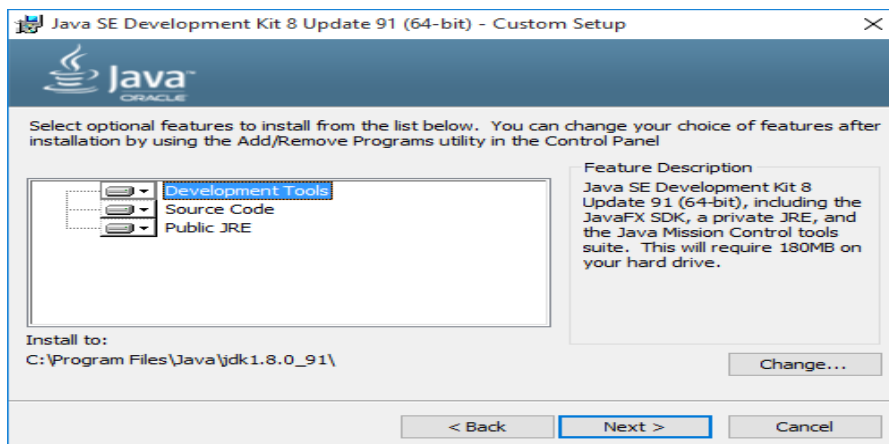 Java SE Development Kit 8 Update 91 (64-bit) - Custom Setup
Java™
ORACLE
Select optional features to install from the list below.  You can change your choice of features after
installation by using the Add/Remove Programs utility in the Control Panel
Development Tools
Source Code
Public JRE
Feature Description
Java SE Development Kit 8
Update 91 (64-bit), including the
JavaFX SDK, a private JRE, and
the Java Mission Control tools
suite.  This will require 180MB on
your hard drive.
Install to:
C:\Program Files\Java\jdk1.8.0_91\
Change...
< Back
Next >
Cancel